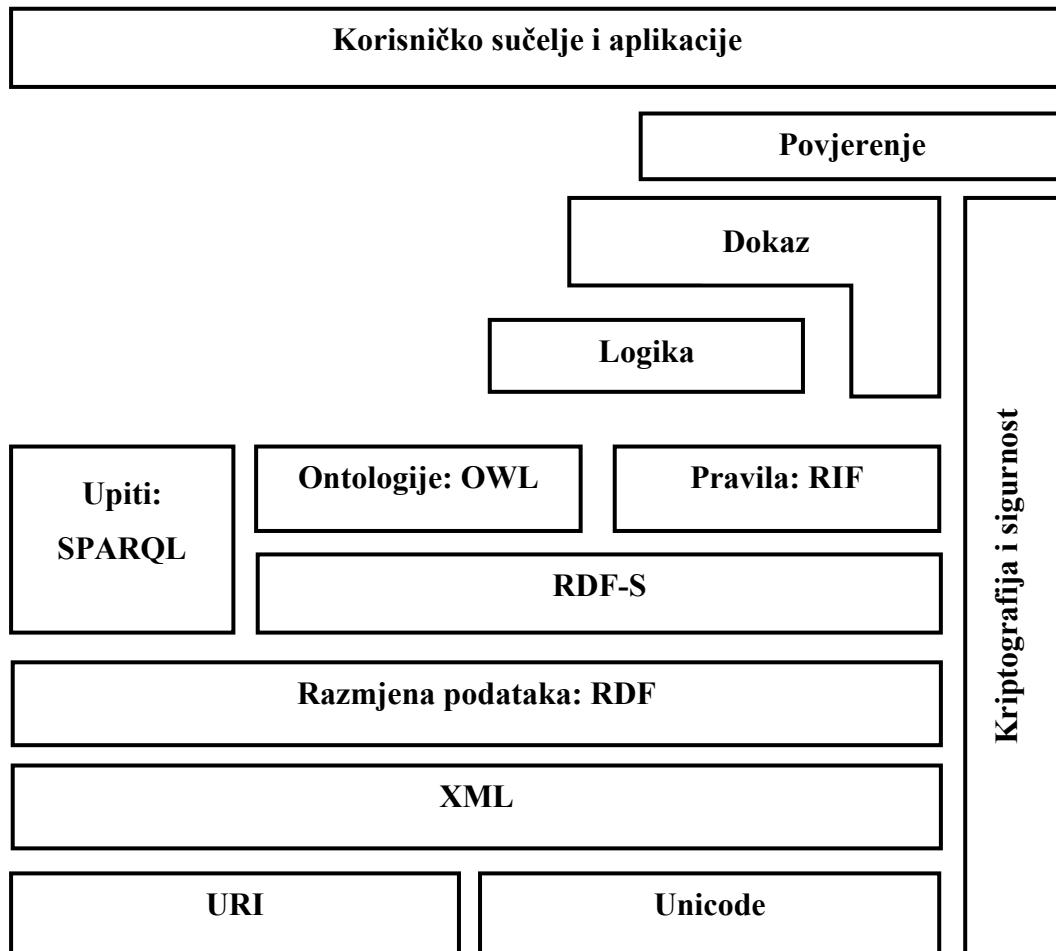 Korisničko sučelje i aplikacije
Povjerenje
Dokaz
Logika
Upiti:
SPARQL
Ontologije: OWL
Pravila: RIF
RDF-S
Razmjena podataka: RDF
XML
URI
Unicode
Kriptografija i sigurnost